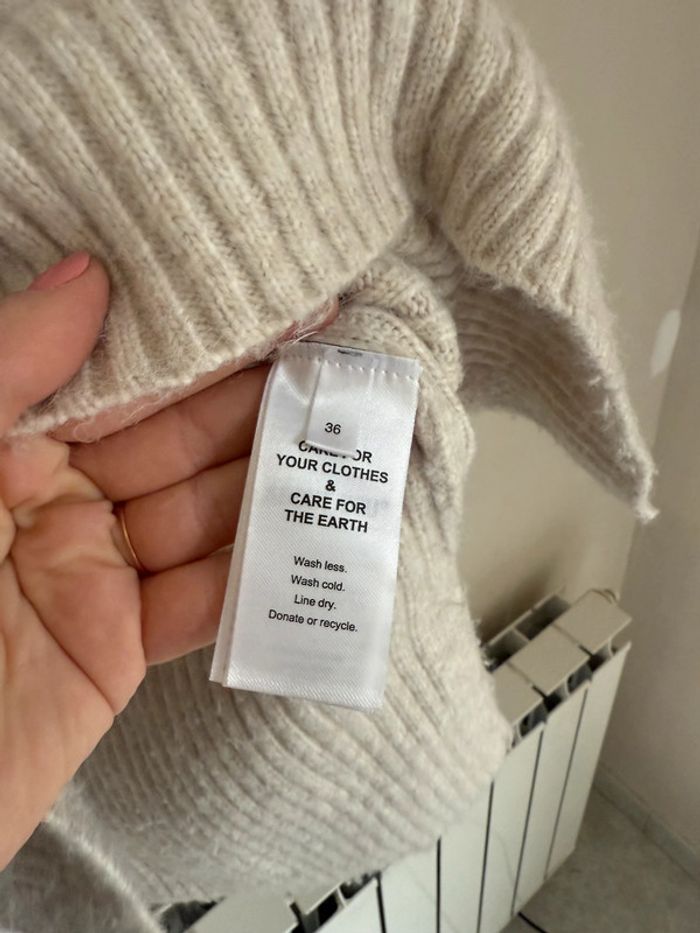 36
CARE FOR
YOUR CLOTHES
&
CARE FOR
THE EARTH
Wash less.
Wash cold.
Line dry.
Donate or recycle.